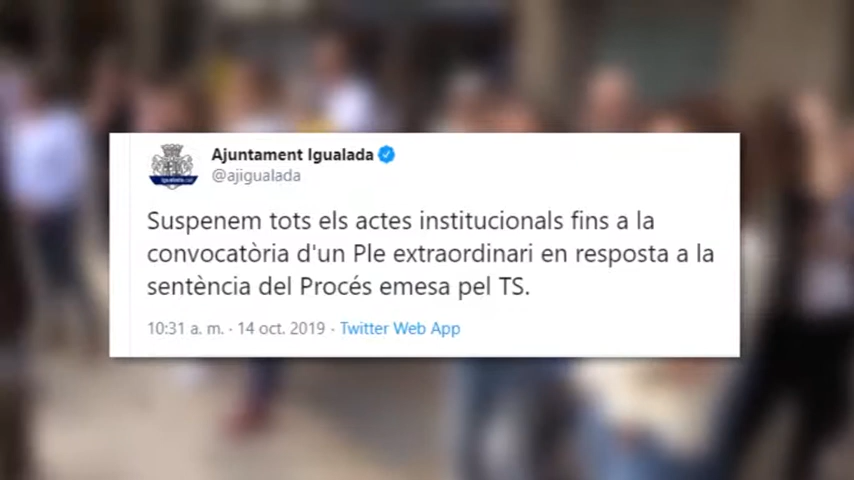 Ajuntament Igualada
@ajigualada
Suspenem tots els actes institucionals fins a la
convocatòria d'un Ple extraordinari en resposta a la
sentència del Procés emesa pel TS.
10:31 a. m. · 14 oct. 2019 · Twitter Web App